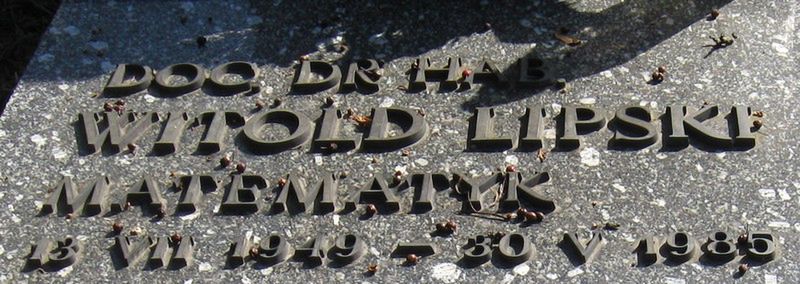 DOC. DR HAB.
WITOLD LIPSKI
MATEMATYK
13 VII 1949 – 30 V 1985